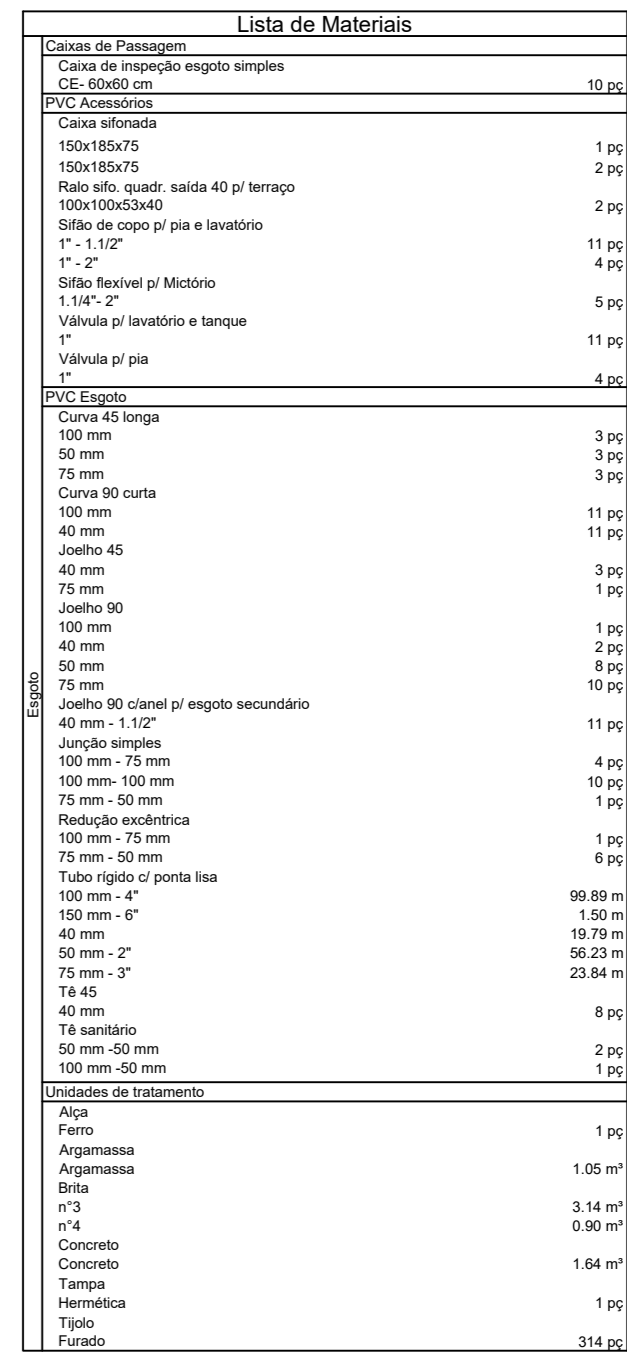 Lista de Materiais
Esgoto
Caixas de Passagem
Caixa de inspeção esgoto simples
CE- 60x60 cm 10 pç
PVC Acessórios
Caixa sifonada
150x185x75 1 pç
150x185x75 2 pç
Ralo sifo. quadr. saída 40 p/ terraço
100x100x53x40 2 pç
Sifão de copo p/ pia e lavatório
1" - 1.1/2" 11 pç
1" - 2" 4 pç
Sifão flexível p/ Mictório
1.1/4"- 2" 5 pç
Válvula p/ lavatório e tanque
1" 11 pç
Válvula p/ pia
1" 4 pç
PVC Esgoto
Curva 45 longa
100 mm 3 pç
50 mm 3 pç
75 mm 3 pç
Curva 90 curta
100 mm 11 pç
40 mm 11 pç
Joelho 45
40 mm 3 pç
75 mm 1 pç
Joelho 90
100 mm 1 pç
40 mm 2 pç
50 mm 8 pç
75 mm 10 pç
Joelho 90 c/anel p/ esgoto secundário
40 mm - 1.1/2" 11 pç
Junção simples
100 mm - 75 mm 4 pç
100 mm- 100 mm 10 pç
75 mm - 50 mm 1 pç
Redução excêntrica
100 mm - 75 mm 1 pç
75 mm - 50 mm 6 pç
Tubo rígido c/ ponta lisa
100 mm - 4" 99.89 m
150 mm - 6" 1.50 m
40 mm 19.79 m
50 mm - 2" 56.23 m
75 mm - 3" 23.84 m
Tê 45
40 mm 8 pç
Tê sanitário
50 mm -50 mm 2 pç
100 mm -50 mm 1 pç
Unidades de tratamento
Alça
Ferro 1 pç
Argamassa
Argamassa 1.05 m³
Brita
n°3 3.14 m³
n°4 0.90 m³
Concreto
Concreto 1.64 m³
Tampa
Hermética 1 pç
Tijolo
Furado 314 pç